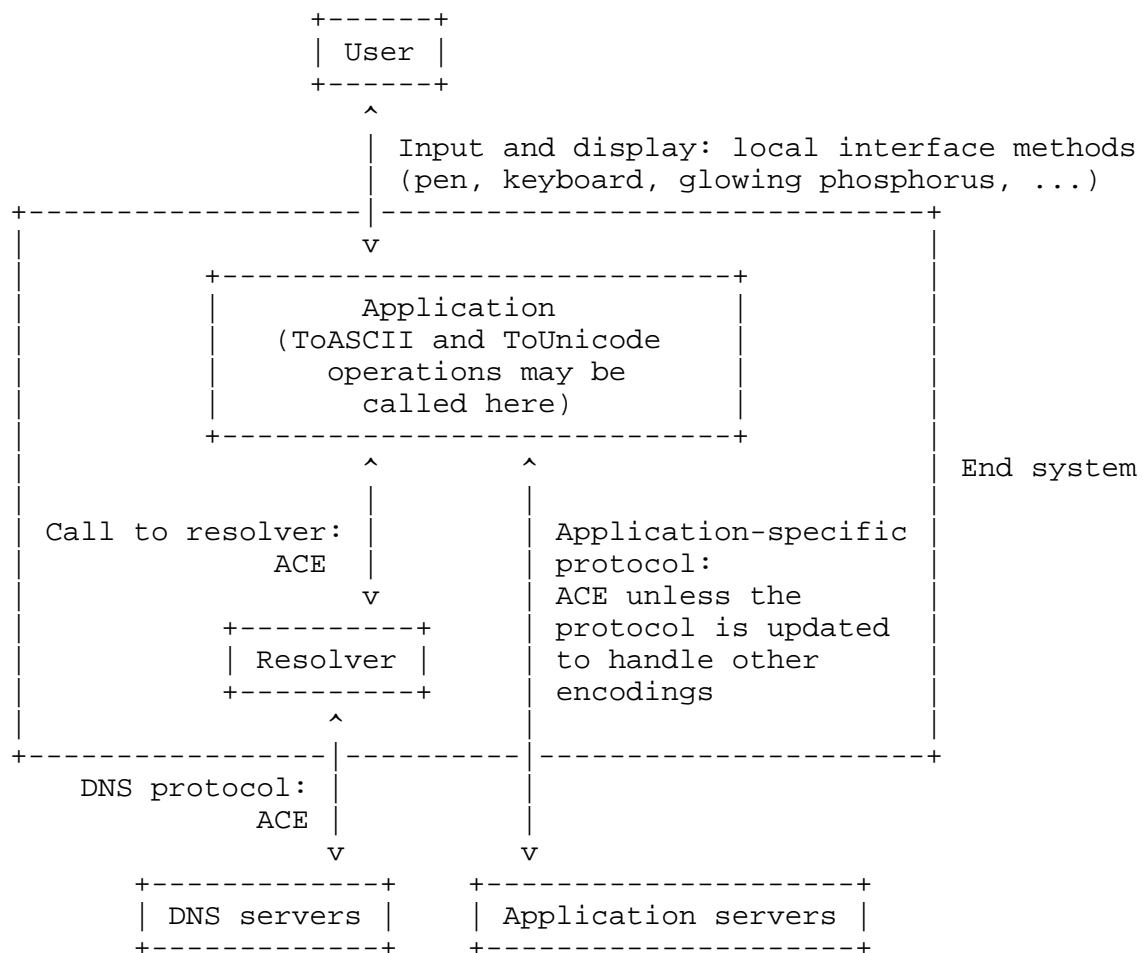 User
Input and display: local interface methods
(pen, keyboard, glowing phosphorus, ...)
Application
(ToASCII and ToUnicode
operations may be
called here)
End system
Call to resolver:
ACE
Application-specific
protocol:
ACE unless the
protocol is updated
to handle other
encodings
Resolver
DNS protocol:
ACE
DNS servers
Application servers